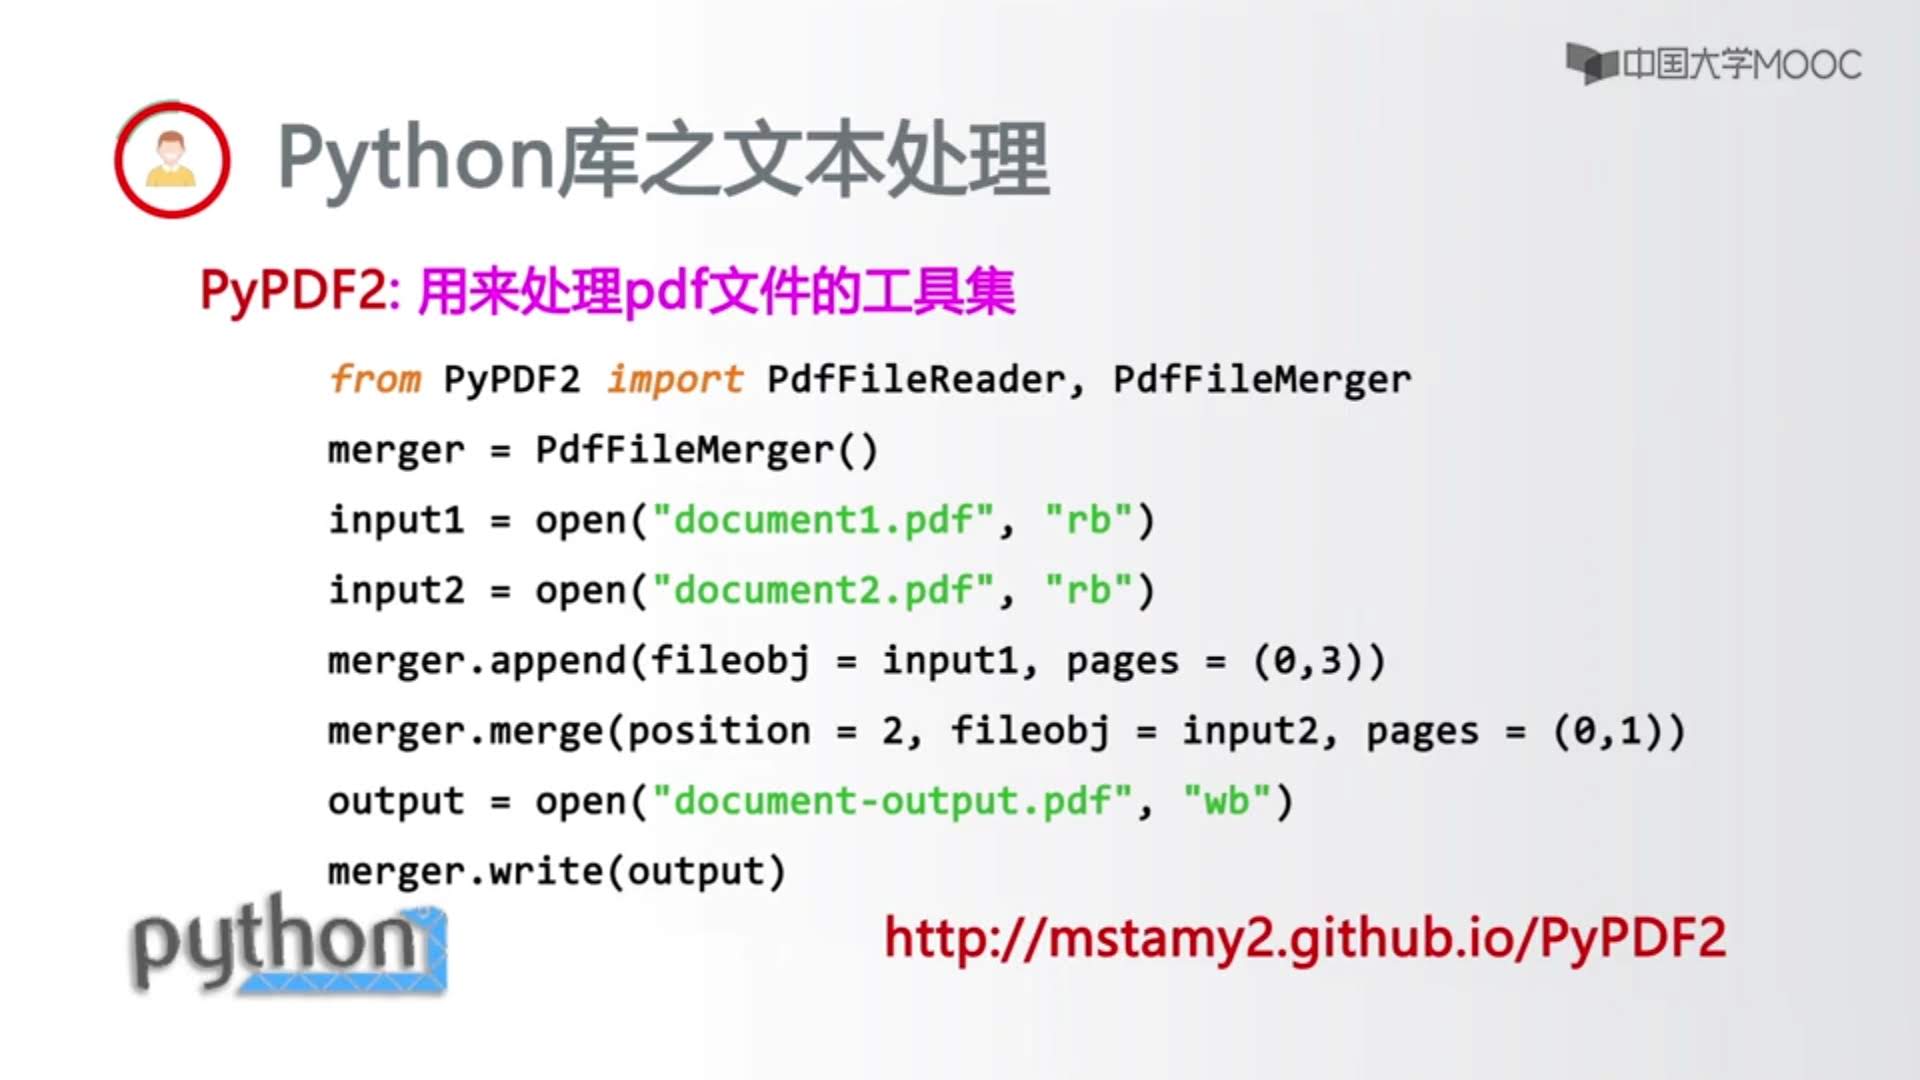 中国大学MOOC
Python库之文本处理
PyPDF2: 用来处理pdf文件的工具集
from PyPDF2 import PdfFileReader, PdfFileMerger
merger = PdfFileMerger()
input1 = open("document1.pdf", "rb")
input2 = open("document2.pdf", "rb")
merger.append(fileobj = input1, pages = (0,3))
merger.merge(position = 2, fileobj = input2, pages = (0,1))
output = open("document-output.pdf", "wb")
merger.write(output)
python
http://mstamy2.github.io/PyPDF2